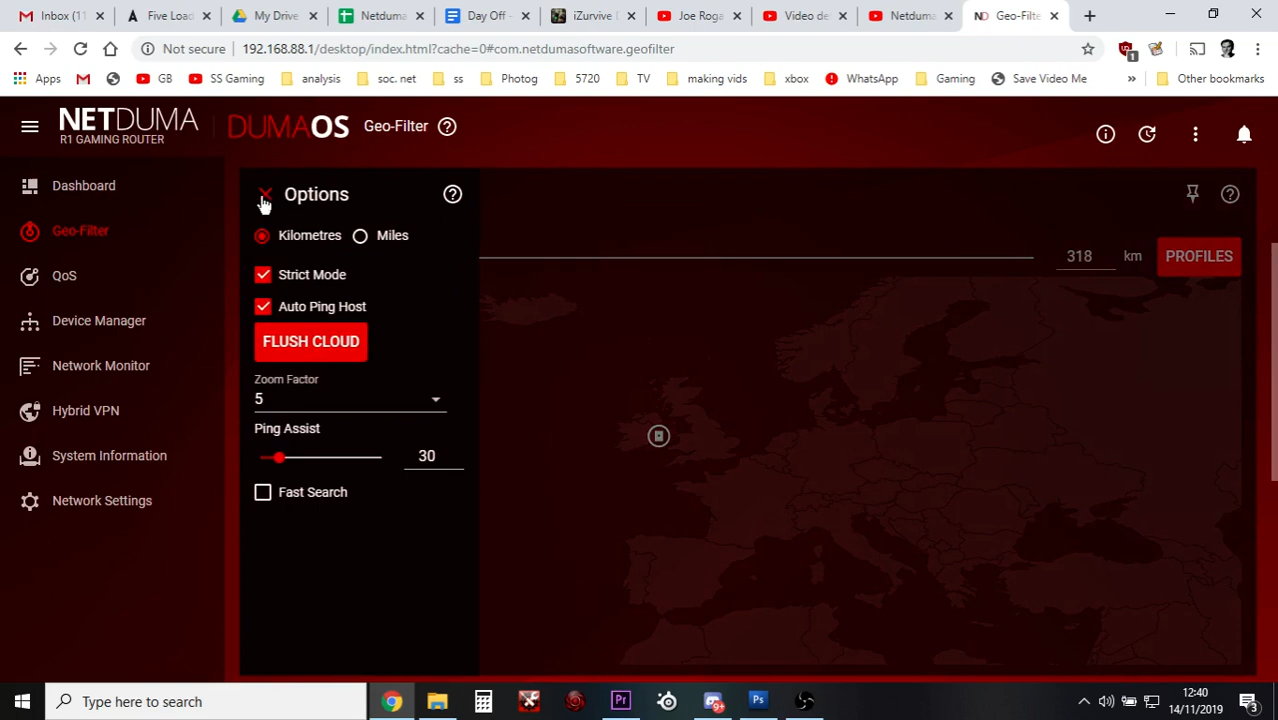 Inbox (11
Five Load
My Drive
Netduma
Day Off -
iZurvive
Joe Roga
Video de
Netduma
Geo-Filte
Not secure
192.168.88.1/desktop/index.html?cache=0#com.netdumasoftware.geofilter
1
Apps
GB
SS Gaming
analysis
soc. net
ss
Photog
5720
TV
making vids
xbox
WhatsApp
Gaming
Save Video Me
»
Other bookmarks
NETDUMA
R1 GAMING ROUTER
DUMAOS
Geo-Filter
Dashboard
Geo-Filter
QoS
Device Manager
Network Monitor
Hybrid VPN
System Information
Network Settings
Options
Kilometres
Miles
Strict Mode
Auto Ping Host
FLUSH CLOUD
Zoom Factor
5
Ping Assist
30
Fast Search
318 km
PROFILES
Type here to search
Pr
9+
Ps
12:40
14/11/2019
3